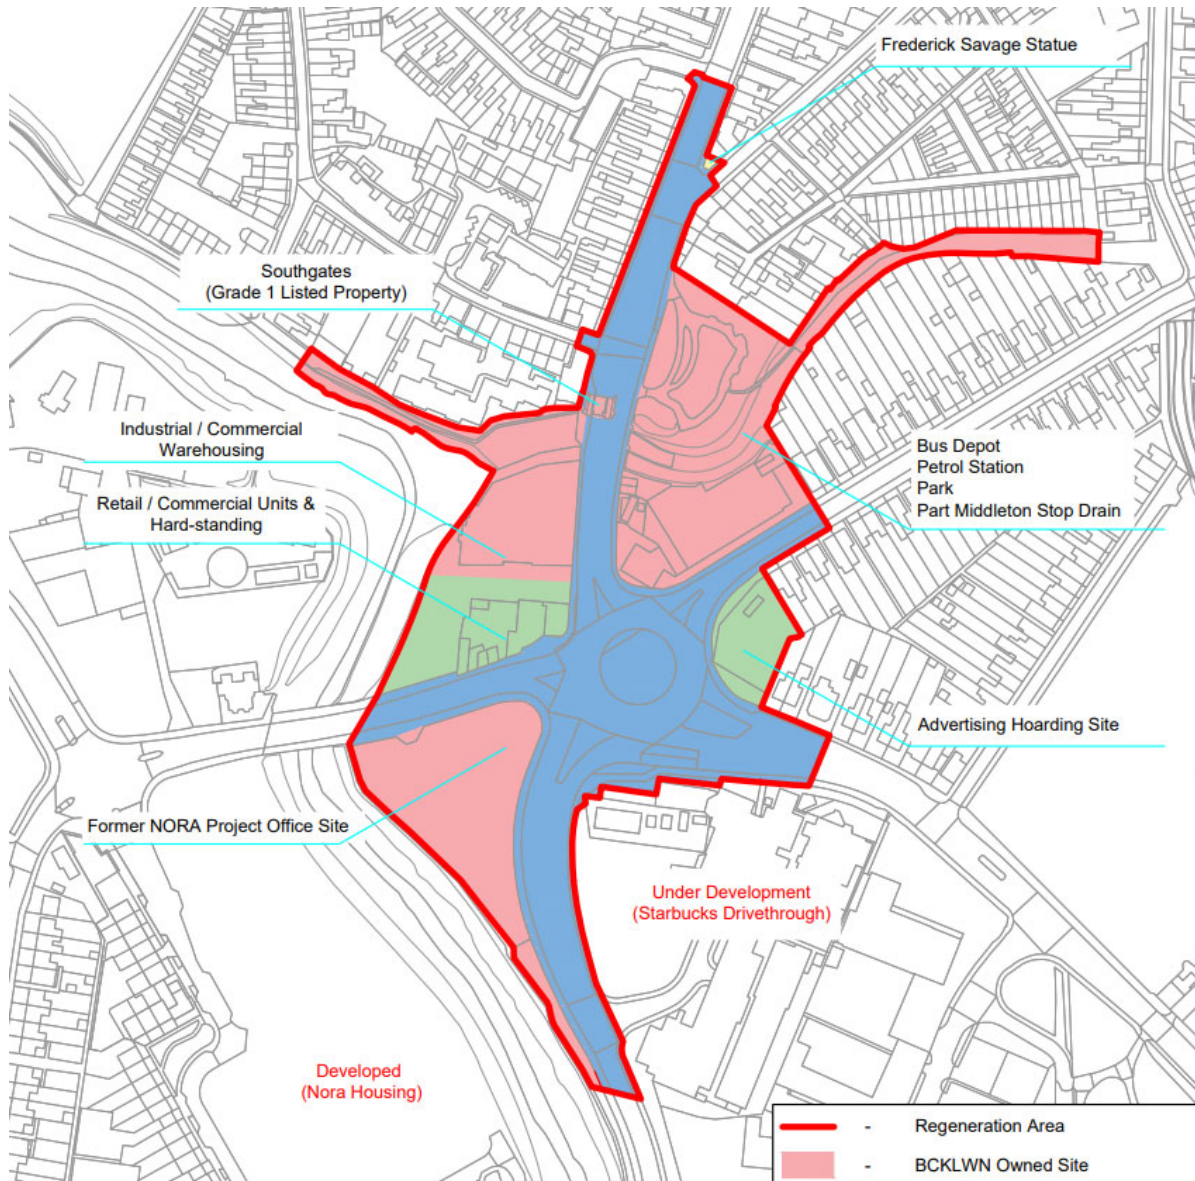 Frederick Savage Statue
Southgates
(Grade 1 Listed Property)
Industrial / Commercial
Warehousing
Retail / Commercial Units &
Hard-standing
Bus Depot
Petrol Station
Park
Part Middleton Stop Drain
Advertising Hoarding Site
Former NORA Project Office Site
Under Development
(Starbucks Drivethrough)
Developed
(Nora Housing)
- Regeneration Area
- BCKLWN Owned Site